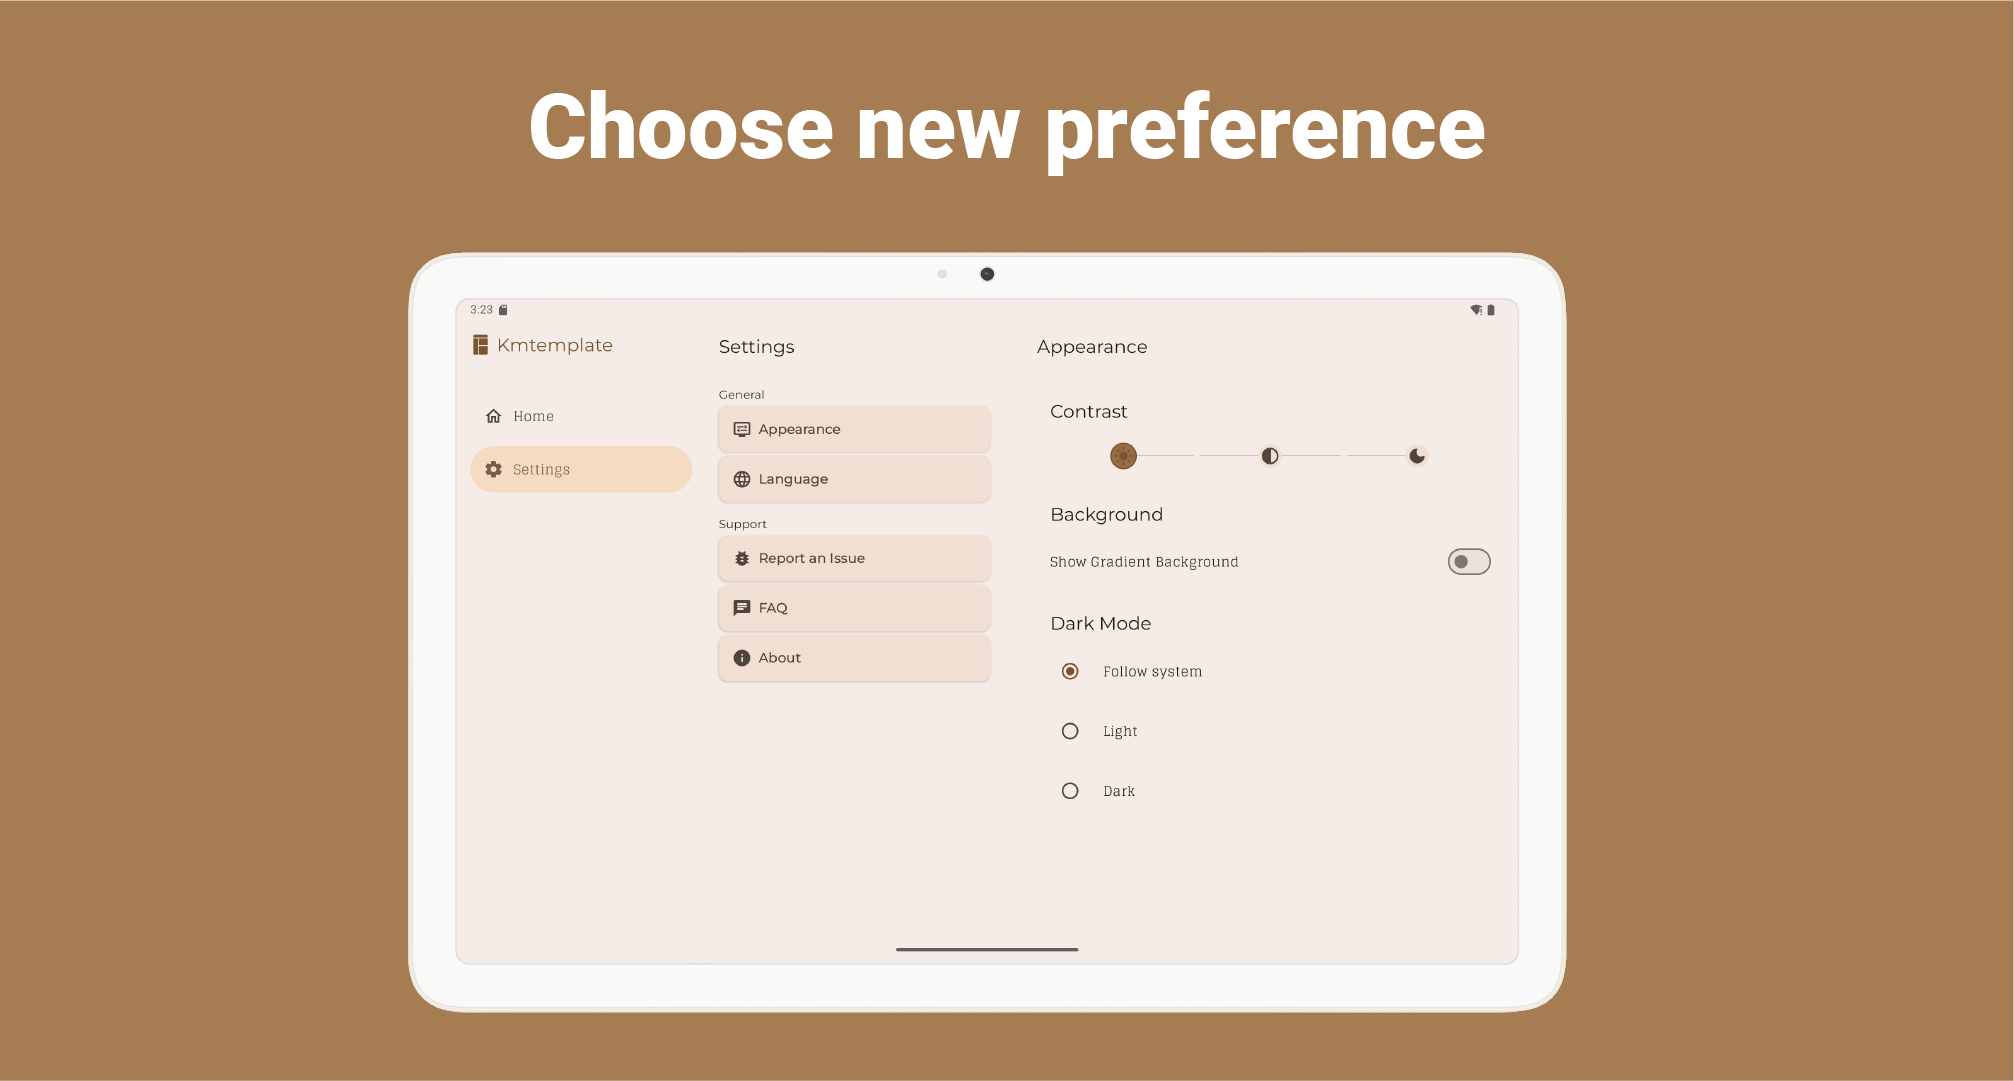 Choose new preference
3:23
Kmtemplate
Home
Settings
Settings
General
Appearance
Language
Support
Report an Issue
FAQ
About
Appearance
Contrast
Background
Show Gradient Background
Dark Mode
Follow system
Light
Dark